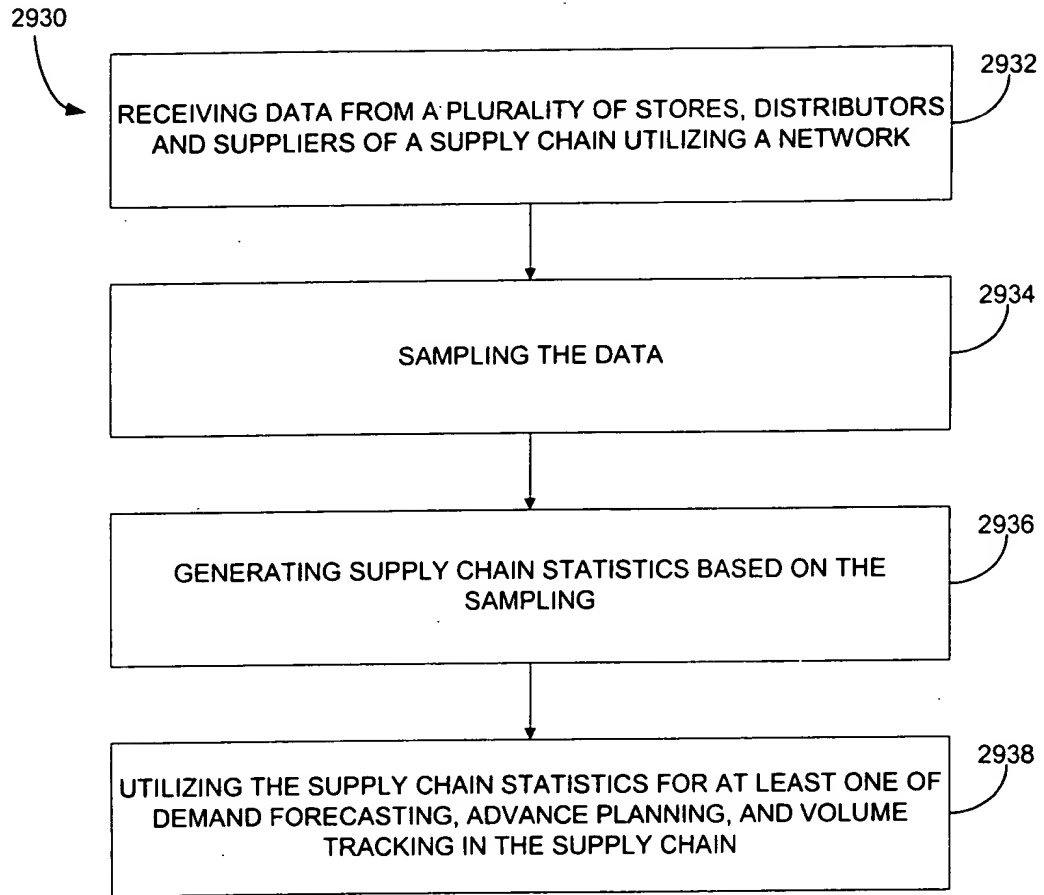 2930
2932
RECEIVING DATA FROM A PLURALITY OF STORES, DISTRIBUTORS
AND SUPPLIERS OF A SUPPLY CHAIN UTILIZING A NETWORK
2934
SAMPLING THE DATA
2936
GENERATING SUPPLY CHAIN STATISTICS BASED ON THE
SAMPLING
2938
UTILIZING THE SUPPLY CHAIN STATISTICS FOR AT LEAST ONE OF
DEMAND FORECASTING, ADVANCE PLANNING, AND VOLUME
TRACKING IN THE SUPPLY CHAIN